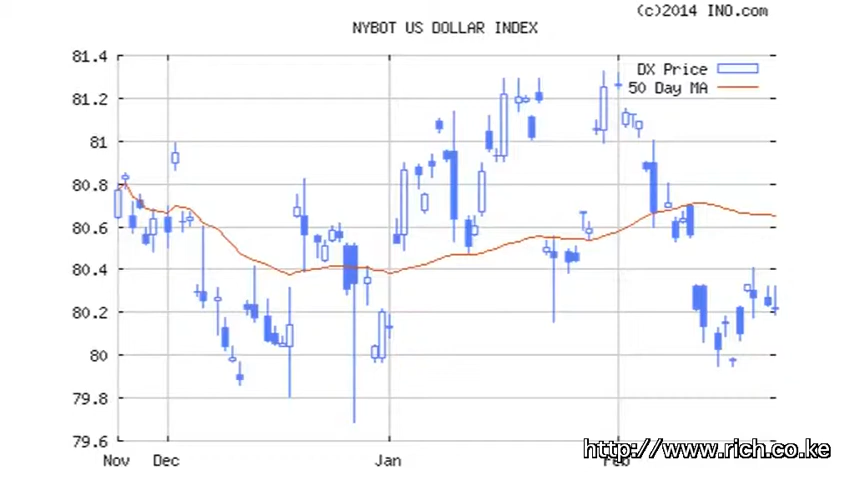 (c)2014 INO.com
NYBOT US DOLLAR INDEX
81.4
DX Price
50 Day MA
81.2
81
80.8
80.6
80.4
80.2
80
79.8
79.6
Nov Dec Jan Feb
http://www.rich.co.ke